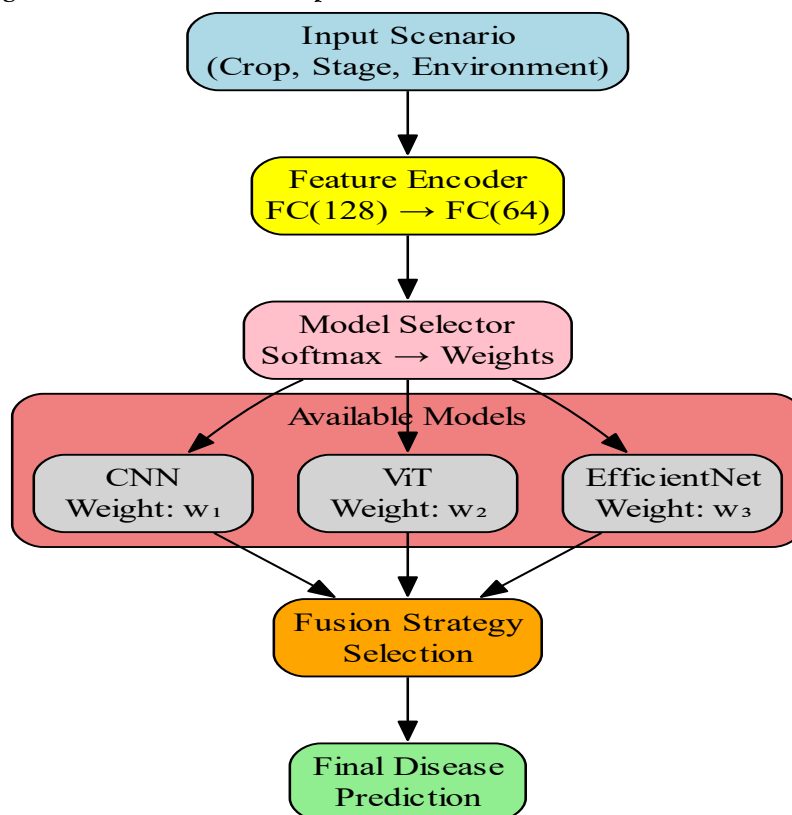 Input Scenario
(Crop, Stage, Environment)
Feature Encoder
FC(128) → FC(64)
Model Selector
Softmax → Weights
Available Models
CNN
Weight: w₁
ViT
Weight: w₂
EfficientNet
Weight: w₃
Fusion Strategy
Selection
Final Disease
Prediction